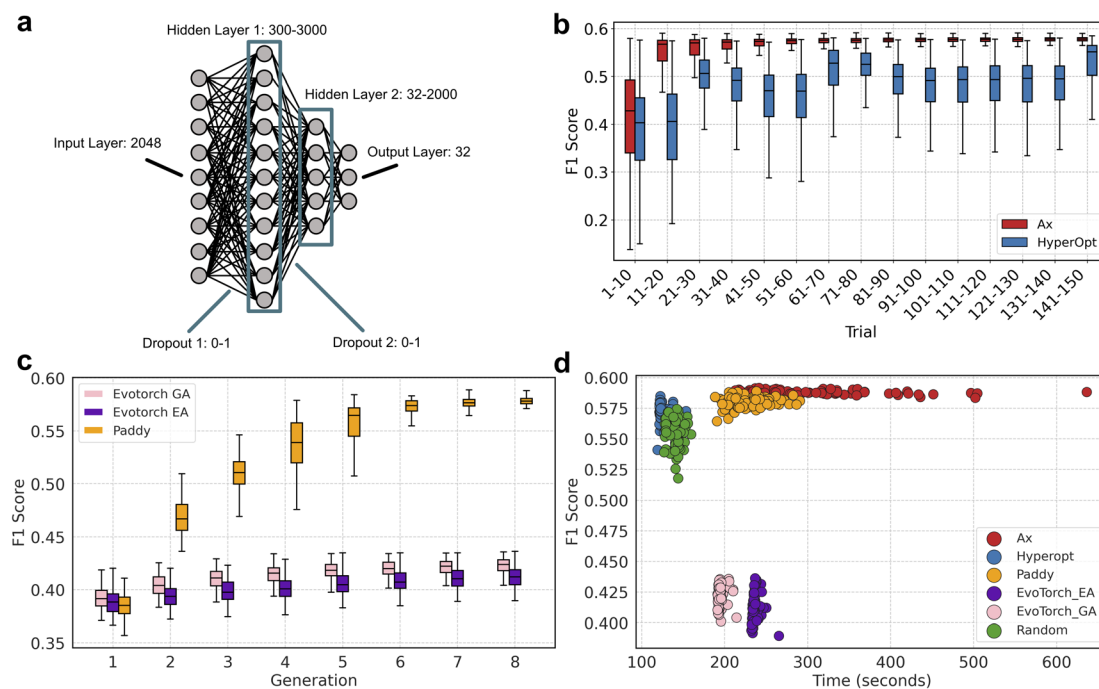 a
Hidden Layer 1: 300-3000
Hidden Layer 2: 32-2000
Input Layer: 2048
Output Layer: 32
Dropout 1: 0-1
Dropout 2: 0-1
b
F1 Score
0.6
0.5
0.4
0.3
0.2
Ax
HyperOpt
1-10
11-20
21-30
31-40
41-50
51-60
61-70
71-80
81-90
91-100
101-110
111-120
121-130
131-140
141-150
Trial
c
F1 Score
0.60
0.55
0.50
0.45
0.40
0.35
Evotorch GA
Evotorch EA
Paddy
1 2 3 4 5 6 7 8
Generation
d
F1 Score
0.600
0.575
0.550
0.525
0.500
0.475
0.450
0.425
0.400
Ax
Hyperopt
Paddy
EvoTorch_EA
EvoTorch_GA
Random
100 200 300 400 500 600
Time (seconds)